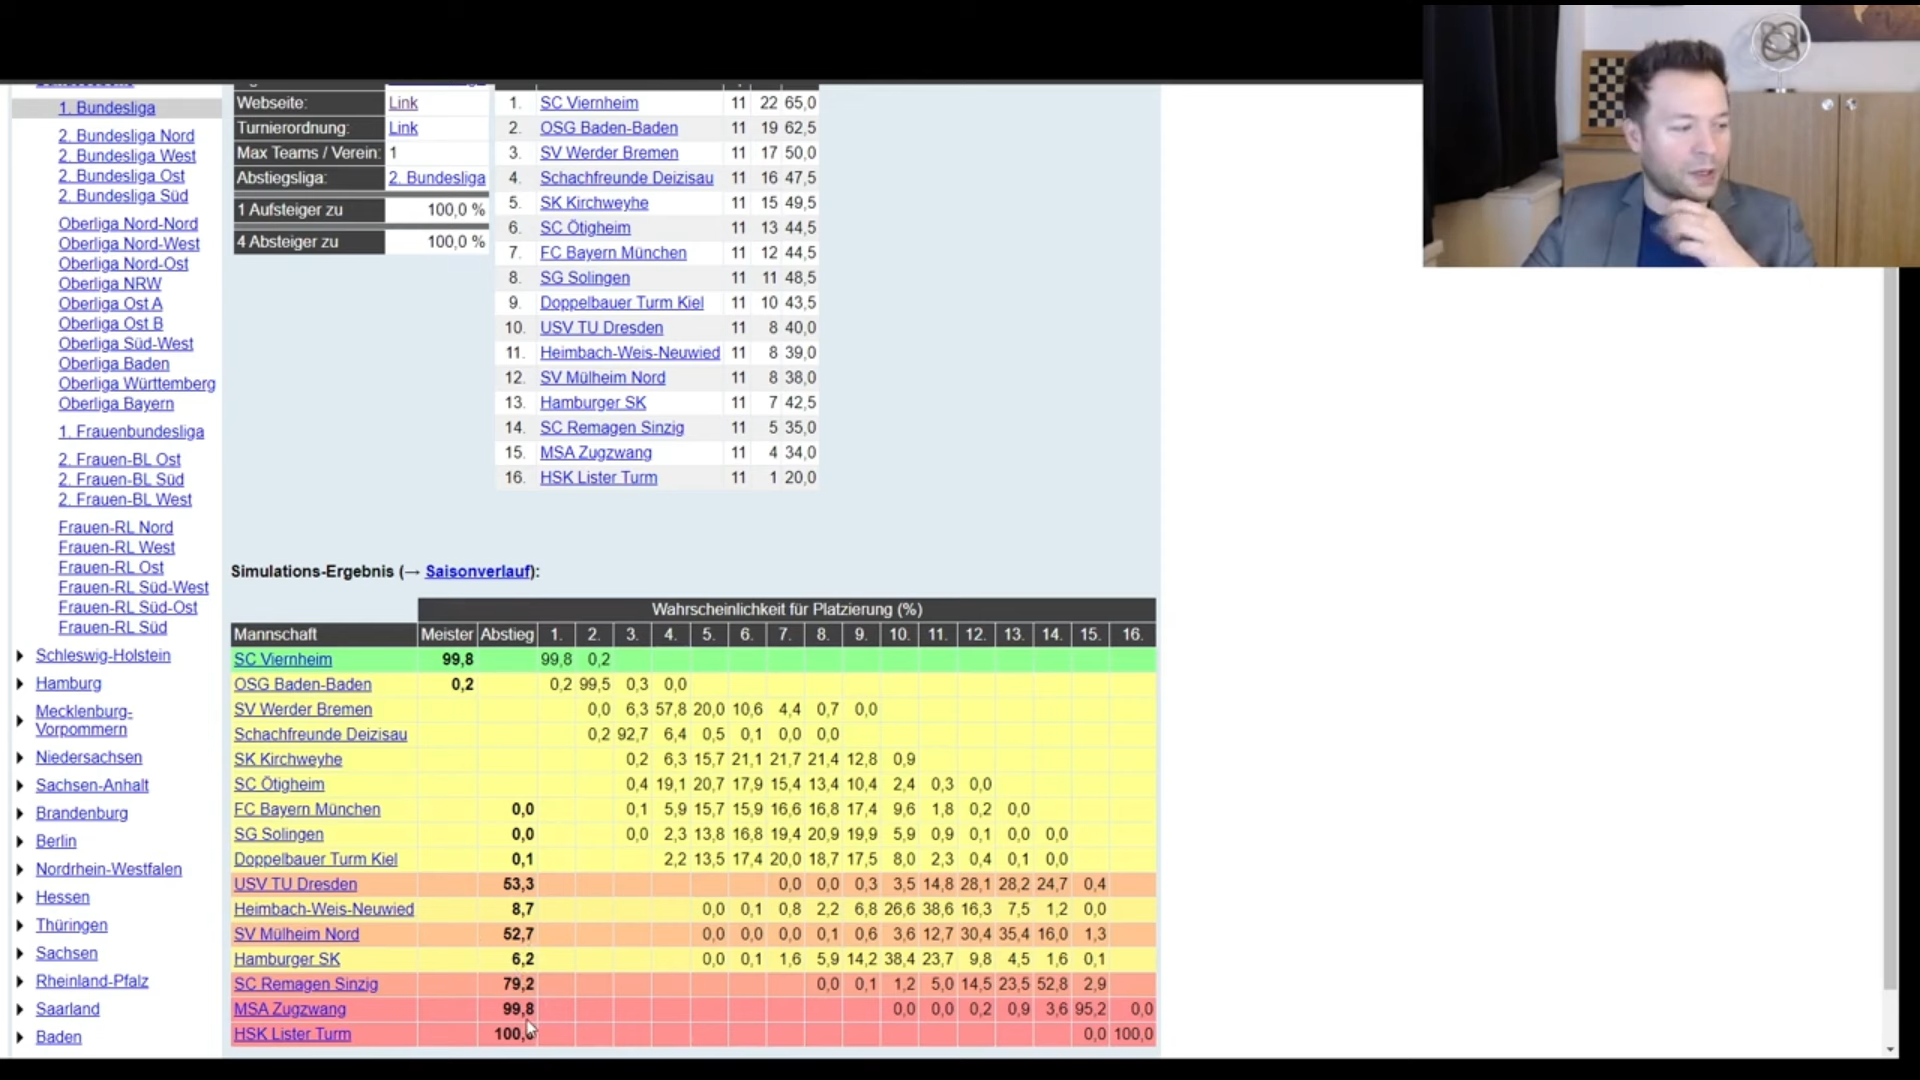 1. Bundesliga
2. Bundesliga Nord
2. Bundesliga West
2. Bundesliga Ost
2. Bundesliga Süd
Oberliga Nord-Nord
Oberliga Nord-West
Oberliga Nord-Ost
Oberliga NRW
Oberliga Ost A
Oberliga Ost B
Oberliga Süd-West
Oberliga Baden
Oberliga Württemberg
Oberliga Bayern
1. Frauenbundesliga
2. Frauen-BL Ost
2. Frauen-BL Süd
2. Frauen-BL West
Frauen-RL Nord
Frauen-RL West
Frauen-RL Ost
Frauen-RL Süd-West
Frauen-RL Süd-Ost
Frauen-RL Süd
Schleswig-Holstein
Hamburg
Mecklenburg-
Vorpommern
Niedersachsen
Sachsen-Anhalt
Brandenburg
Berlin
Nordrhein-Westfalen
Hessen
Thüringen
Sachsen
Rheinland-Pfalz
Saarland
Baden
Webseite: Link
Turnierordnung: Link
Max Teams / Verein: 1
Abstiegsliga: 2. Bundesliga
1 Aufsteiger zu 100,0 %
4 Absteiger zu 100,0 %
1. SC Viernheim 11 22 65,0
2. OSG Baden-Baden 11 19 62,5
3. SV Werder Bremen 11 17 50,0
4. Schachfreunde Deizisau 11 16 47,5
5. SK Kirchweyhe 11 15 49,5
6. SC Ötigheim 11 13 44,5
7. FC Bayern München 11 12 44,5
8. SG Solingen 11 11 48,5
9. Doppelbauer Turm Kiel 11 10 43,5
10. USV TU Dresden 11 8 40,0
11. Heimbach-Weis-Neuwied 11 8 39,0
12. SV Mülheim Nord 11 8 38,0
13. Hamburger SK 11 7 42,5
14. SC Remagen Sinzig 11 5 35,0
15. MSA Zugzwang 11 4 34,0
16. HSK Lister Turm 11 1 20,0
Simulations-Ergebnis (→ Saisonverlauf):
Wahrscheinlichkeit für Platzierung (%)
Mannschaft Meister Abstieg 1. 2. 3. 4. 5. 6. 7. 8. 9. 10. 11. 12. 13. 14. 15. 16.
SC Viernheim 99,8 99,8 0,2
OSG Baden-Baden 0,2 0,2 99,5 0,3 0,0
SV Werder Bremen 0,0 6,3 57,8 20,0 10,6 4,4 0,7 0,0
Schachfreunde Deizisau 0,2 92,7 6,4 0,5 0,1 0,0 0,0
SK Kirchweyhe 0,2 6,3 15,7 21,1 21,7 21,4 12,8 0,9
SC Ötigheim 0,4 19,1 20,7 17,9 15,4 13,4 10,4 2,4 0,3 0,0
FC Bayern München 0,0 0,1 5,9 15,7 15,9 16,6 16,8 17,4 9,6 1,8 0,2 0,0
SG Solingen 0,0 0,0 2,3 13,8 16,8 19,4 20,9 19,9 5,9 0,9 0,1 0,0 0,0
Doppelbauer Turm Kiel 0,1 2,2 13,5 17,4 20,0 18,7 17,5 8,0 2,3 0,4 0,1 0,0
USV TU Dresden 53,3 0,0 0,0 0,3 3,5 14,8 28,1 28,2 24,7 0,4
Heimbach-Weis-Neuwied 8,7 0,0 0,1 0,8 2,2 6,8 26,6 38,6 16,3 7,5 1,2 0,0
SV Mülheim Nord 52,7 0,0 0,0 0,0 0,1 0,6 3,6 12,7 30,4 35,4 16,0 1,3
Hamburger SK 6,2 0,0 0,1 1,6 5,9 14,2 38,4 23,7 9,8 4,5 1,6 0,1
SC Remagen Sinzig 79,2 0,0 0,1 1,2 5,0 14,5 23,5 52,8 2,9
MSA Zugzwang 99,8 0,0 0,0 0,2 0,9 3,6 95,2 0,0
HSK Lister Turm 100,0 0,0 100,0